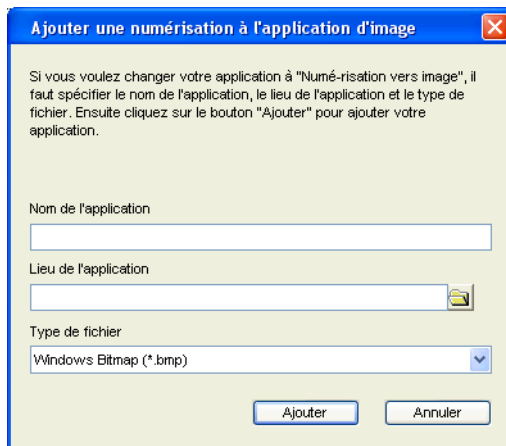 Ajouter une numérisation à l'application d'image
Si vous voulez changer votre application à "Numé-risation vers image", il
faut spécifier le nom de l'application, le lieu de l'application et le type de
fichier. Ensuite cliquez sur le bouton "Ajouter" pour ajouter votre
application.
Nom de l'application
Lieu de l'application
Type de fichier
Windows Bitmap (*.bmp)
Ajouter
Annuler